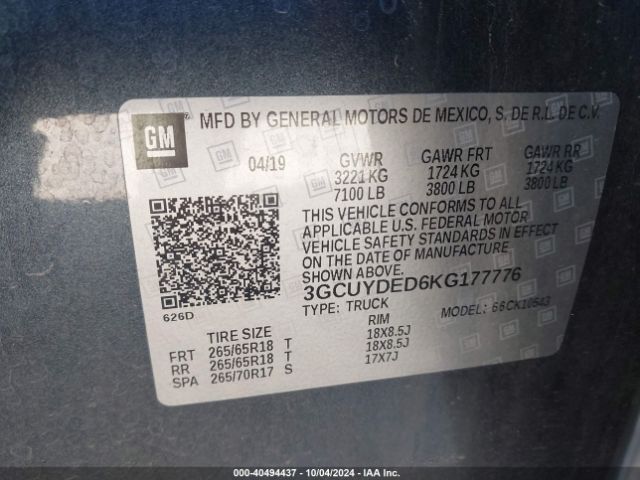 GM
MFD BY GENERAL MOTORS DE MEXICO, S. DE R.L. DE C.V.
04/19 GVWR GAWR FRT GAWR RR
3221 KG 1724 KG 1724 KG
7100 LB 3800 LB 3800 LB
THIS VEHICLE CONFORMS TO ALL
APPLICABLE U.S. FEDERAL MOTOR
VEHICLE SAFETY STANDARDS IN EFFECT
ON THE DATE OF MANUFACTURE
SHOWN ABOVE.
3GCUYDED6KG177776
626D
TYPE: TRUCK MODEL: 66CK10543
TIRE SIZE RIM
FRT 265/65R18 T 18X8.5J
RR 265/65R18 T 18X8.5J
SPA 265/70R17 S 17X7J
000-40494437 - 10/04/2024 - IAA Inc.